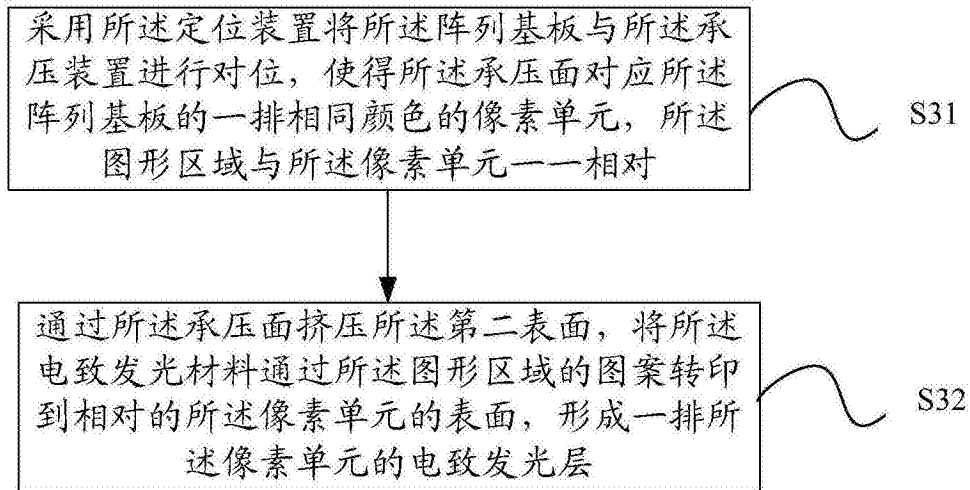 采用所述定位装置将所述阵列基板与所述承
压装置进行对位，使得所述承压面对应所述
阵列基板的一排相同颜色的像素单元，所述
图形区域与所述像素单元一一相对
S31
通过所述承压面挤压所述第二表面，将所述
电致发光材料通过所述图形区域的图案转印
到相对的所述像素单元的表面，形成一排所
述像素单元的电致发光层
S32